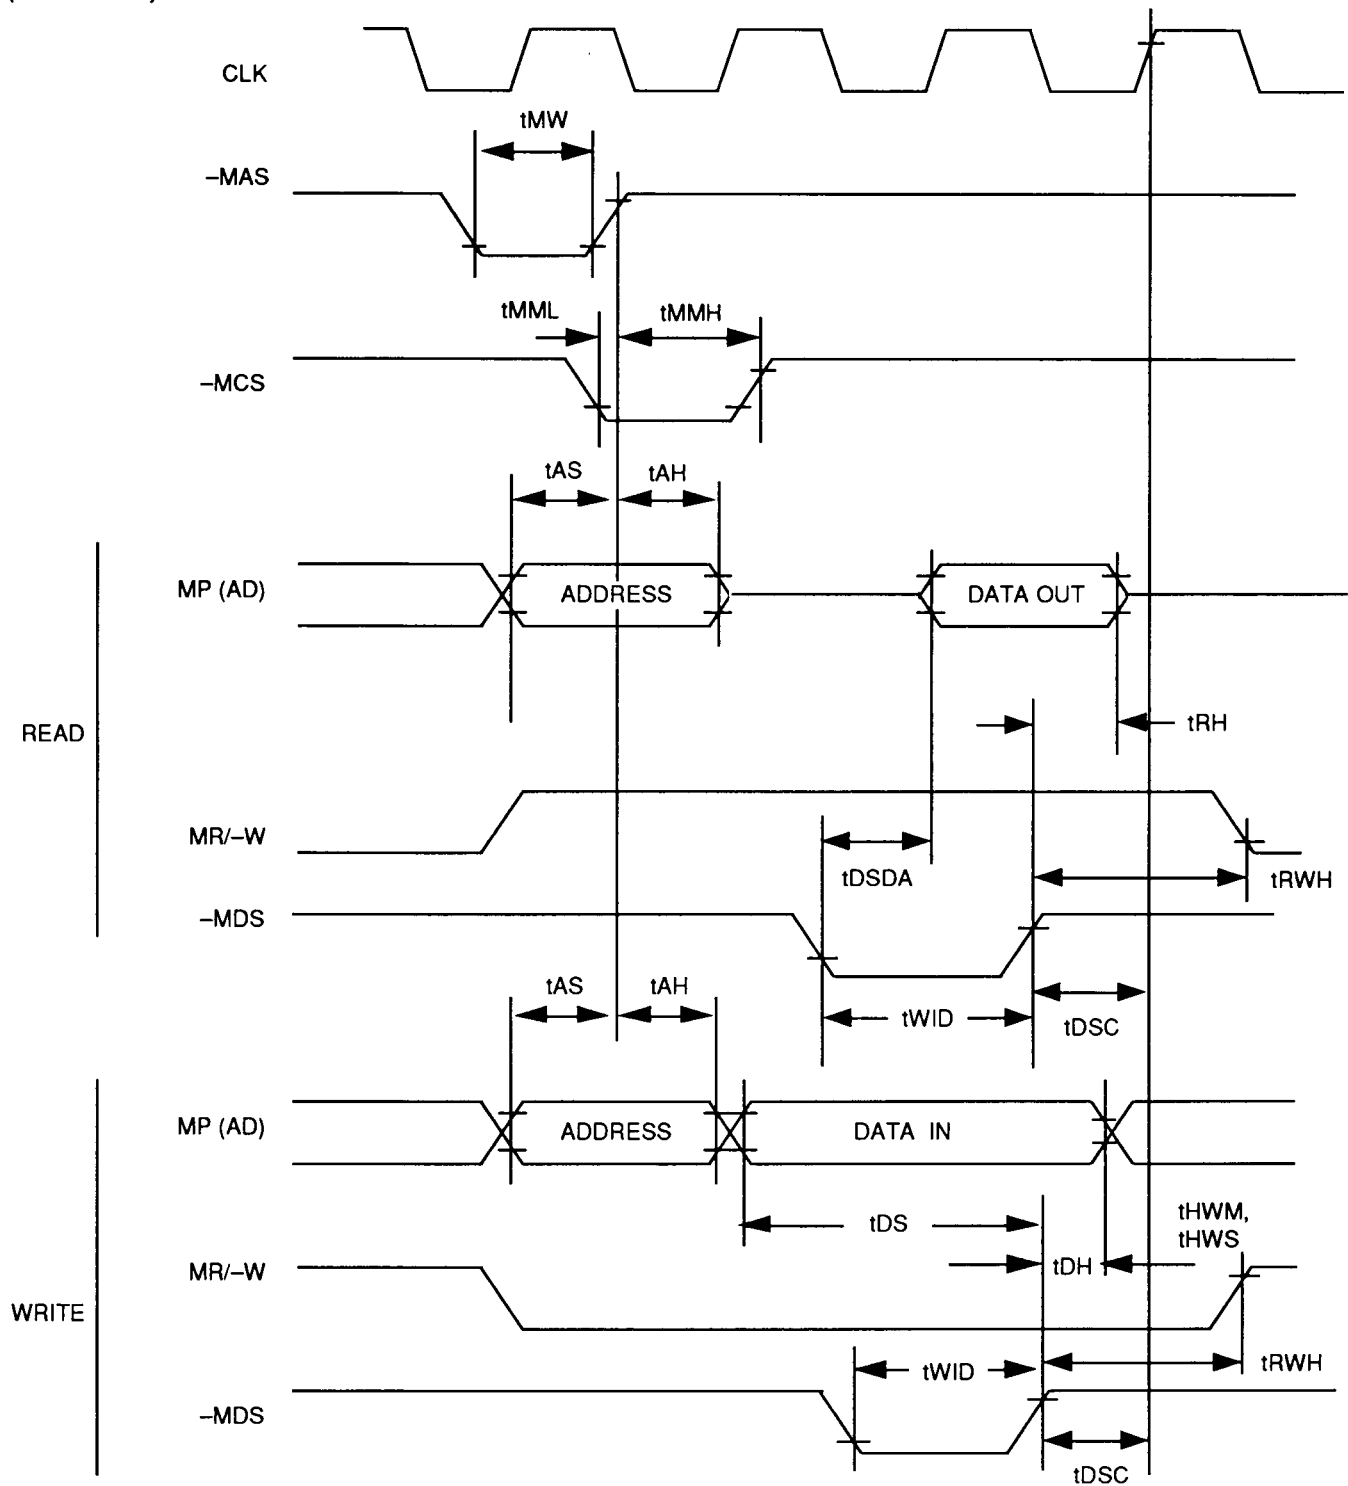 CLK
tMW
–MAS
tMML
tMMH
–MCS
tAS
tAH
MP (AD)
ADDRESS
DATA OUT
READ
tRH
MR/–W
tDSDA
tRWH
–MDS
tAS
tAH
tWID
tDSC
MP (AD)
ADDRESS
DATA IN
tDS
tHWM,
tHWS
tDH
MR/–W
WRITE
tWID
tRWH
–MDS
tDSC